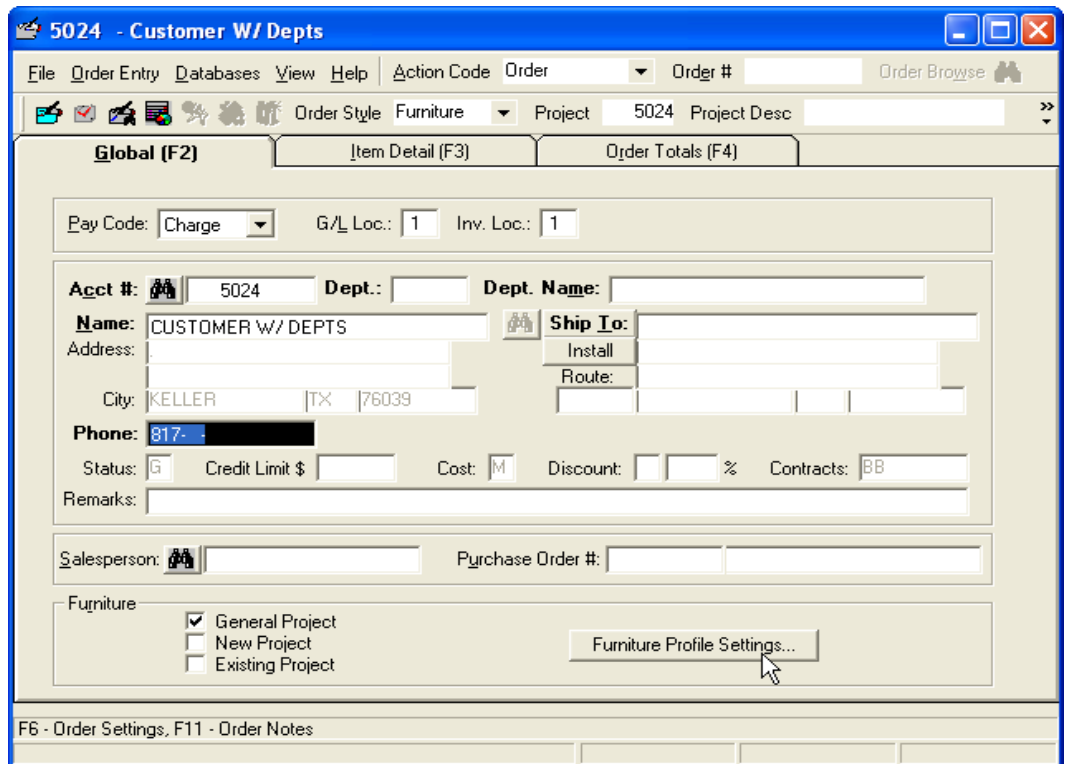 5024 - Customer W/ Depts
File Order Entry Databases View Help Action Code Order Order # Order Browse
Order Style Furniture Project 5024 Project Desc
Global (F2) Item Detail (F3) Order Totals (F4)
Pay Code: Charge G/L Loc.: 1 Inv. Loc.: 1
Acct #: 5024 Dept.: Dept. Name:
Name: CUSTOMER W/ DEPTS Ship To:
Address: . Install
Route:
City: KELLER TX 76039
Phone: 817- -
Status: G Credit Limit $ Cost: M Discount: % Contracts: BB
Remarks:
Salesperson: Purchase Order #:
Furniture
General Project
New Project Furniture Profile Settings...
Existing Project
F6 - Order Settings, F11 - Order Notes